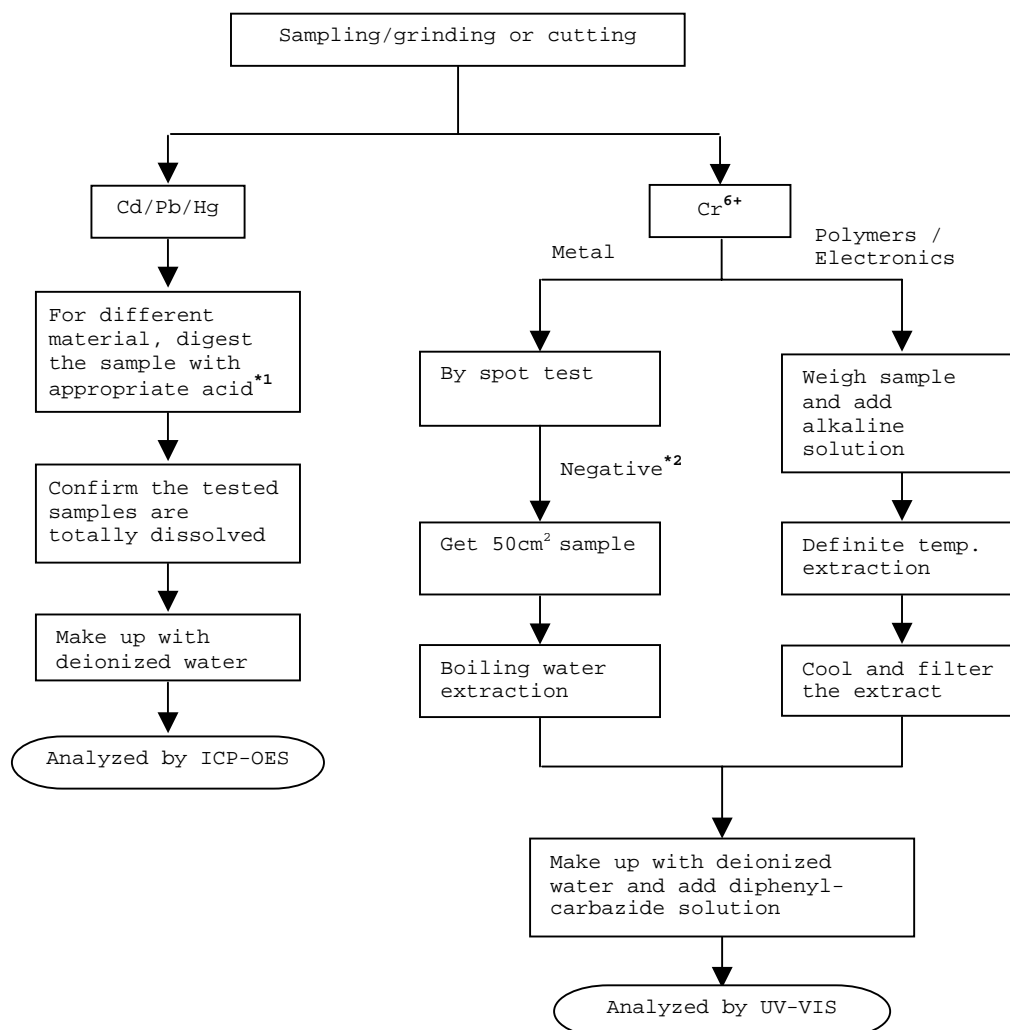 Sampling/grinding or cutting
Cd/Pb/Hg
For different
material, digest
the sample with
appropriate acid*1
Confirm the tested
samples are
totally dissolved
Make up with
deionized water
Analyzed by ICP-OES
Cr6+
Metal
By spot test
Negative*2
Get 50cm2 sample
Boiling water
extraction
Polymers /
Electronics
Weigh sample
and add
alkaline
solution
Definite temp.
extraction
Cool and filter
the extract
Make up with deionized
water and add diphenyl-
carbazide solution
Analyzed by UV-VIS